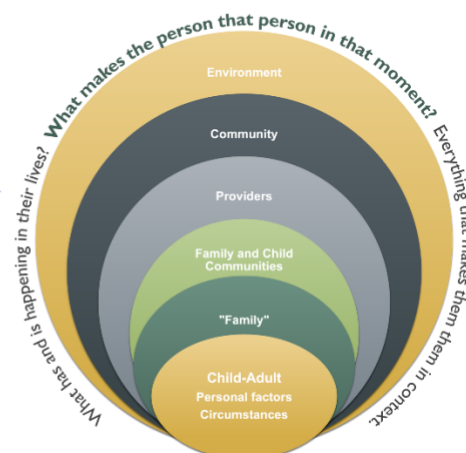 What has and is happening in their lives?
What makes the person that person in that moment?
Everything that makes them them in context.
Environment
Community
Providers
Family and Child
Communities
"Family"
Child-Adult
Personal factors
Circumstances